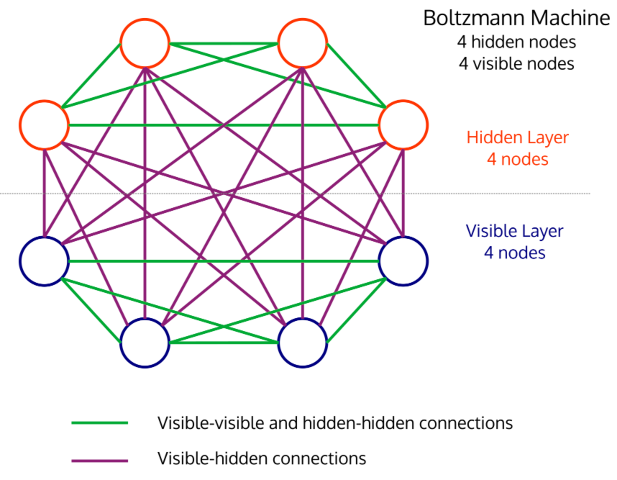 Boltzmann Machine
4 hidden nodes
4 visible nodes
Hidden Layer
4 nodes
Visible Layer
4 nodes
Visible-visible and hidden-hidden connections
Visible-hidden connections